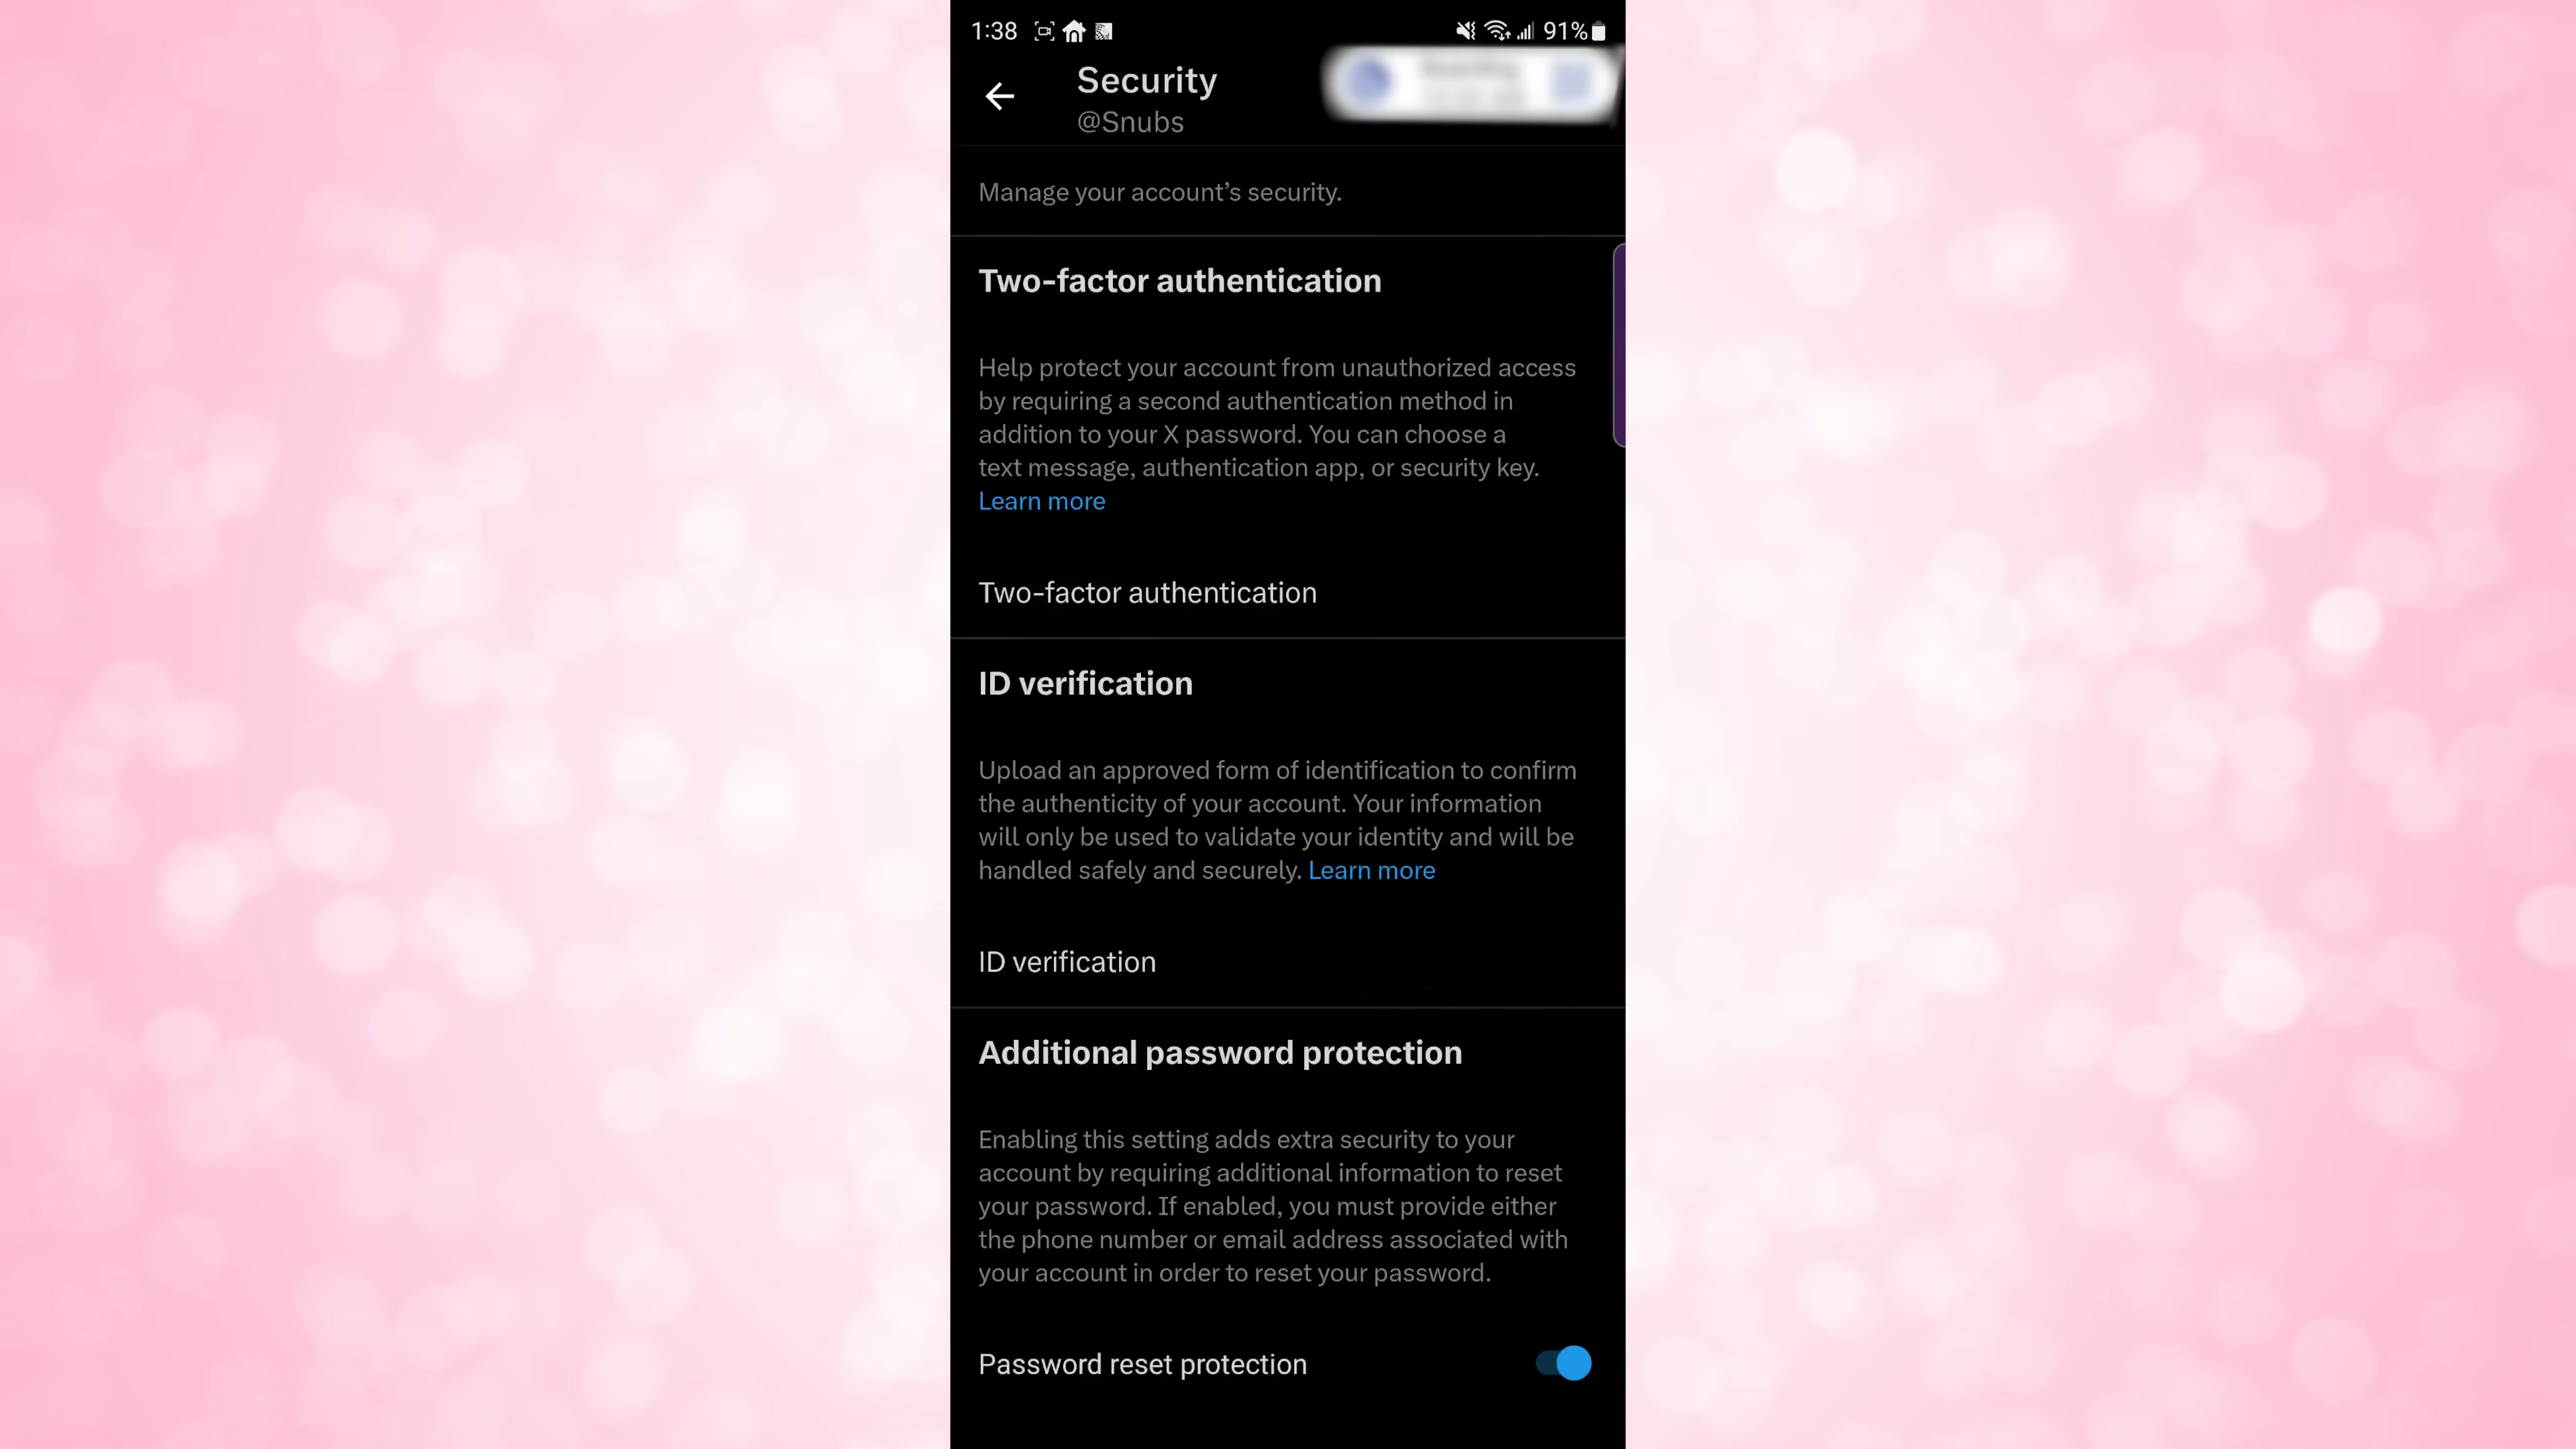 1:38
91%
Security
@Snubs
Manage your account’s security.
Two-factor authentication
Help protect your account from unauthorized access
by requiring a second authentication method in
addition to your X password. You can choose a
text message, authentication app, or security key.
Learn more
Two-factor authentication
ID verification
Upload an approved form of identification to confirm
the authenticity of your account. Your information
will only be used to validate your identity and will be
handled safely and securely. Learn more
ID verification
Additional password protection
Enabling this setting adds extra security to your
account by requiring additional information to reset
your password. If enabled, you must provide either
the phone number or email address associated with
your account in order to reset your password.
Password reset protection